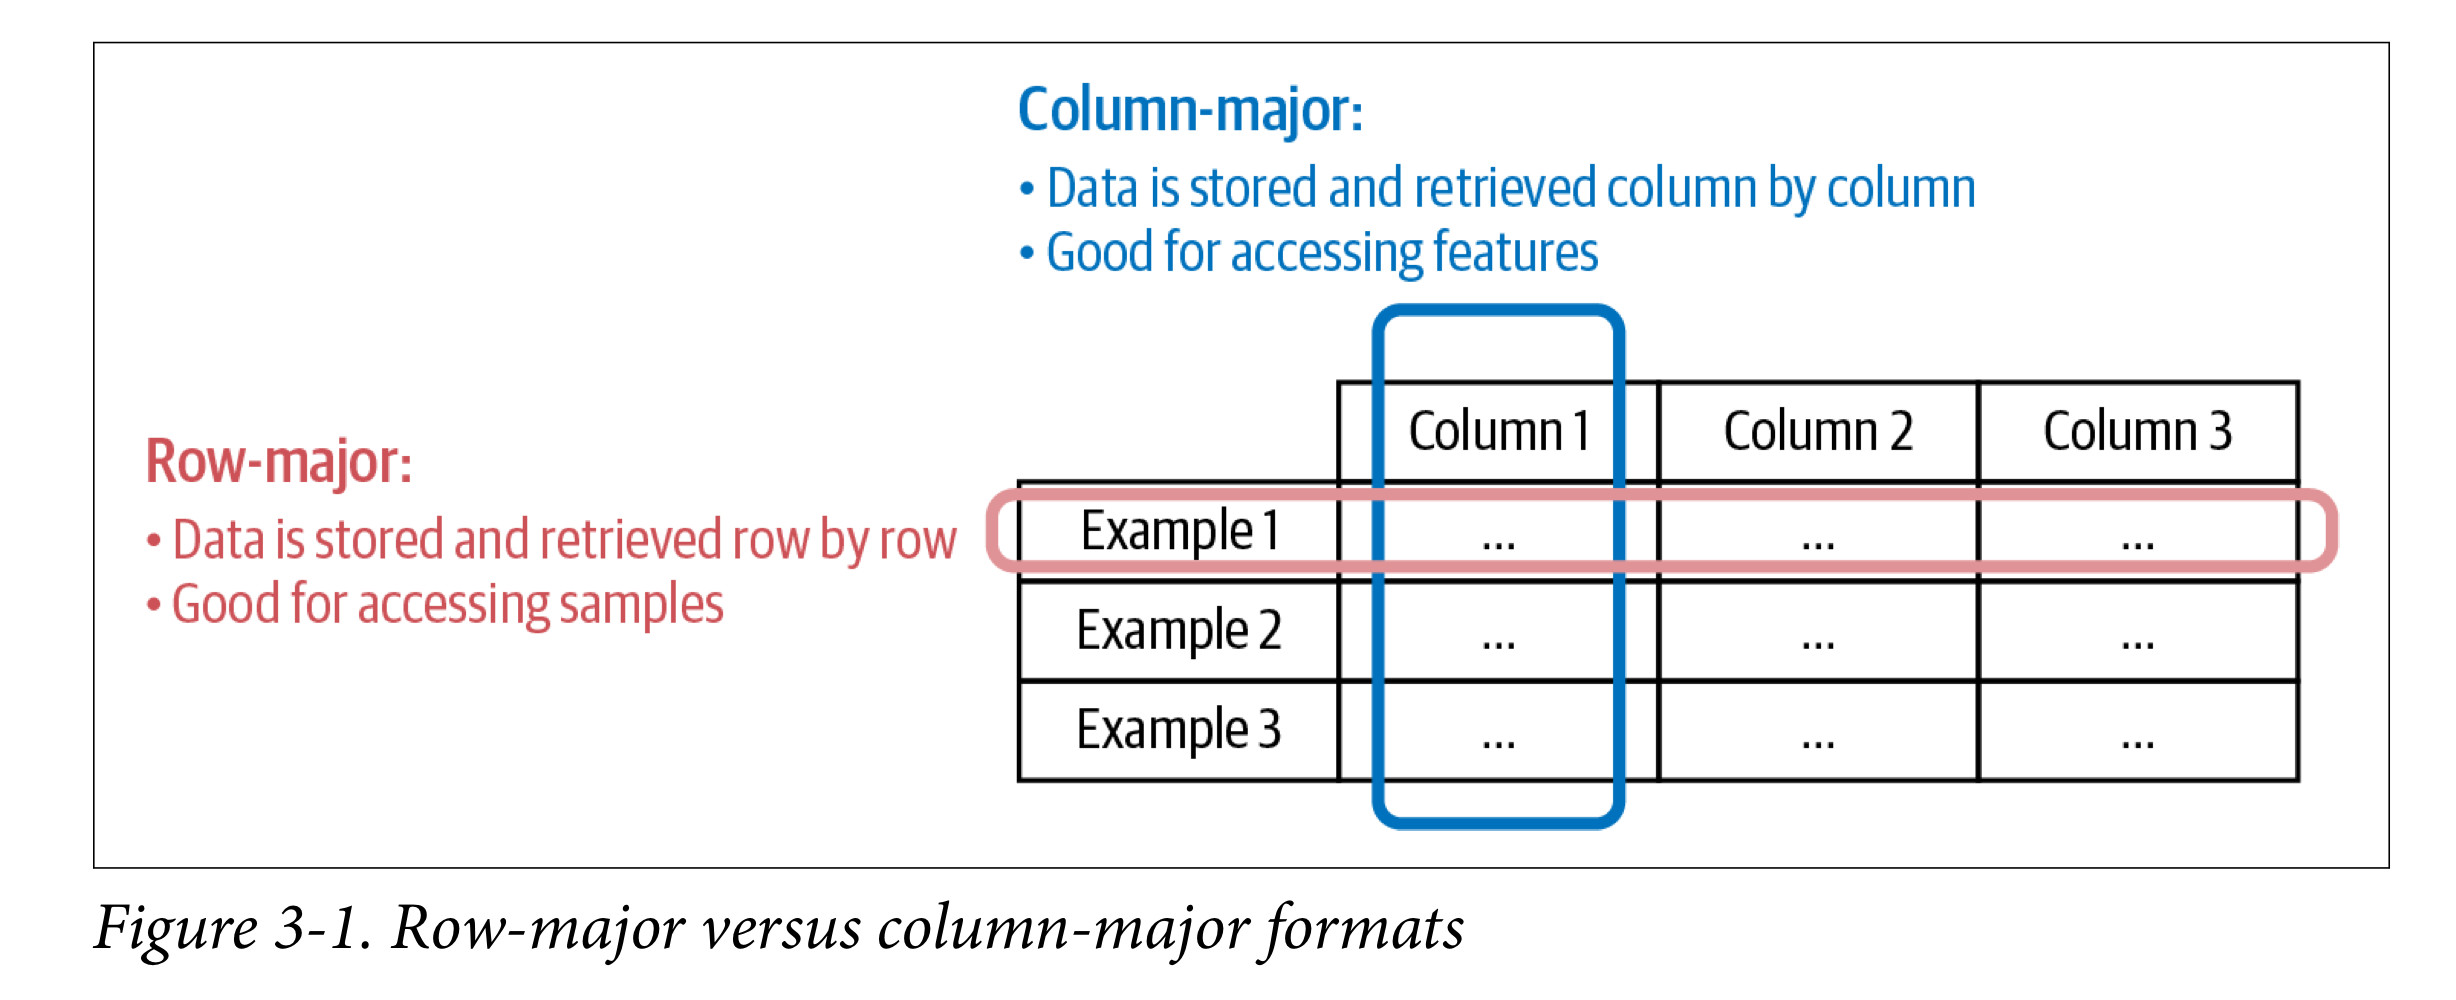 Column-major:
• Data is stored and retrieved column by column
• Good for accessing features
Row-major:
• Data is stored and retrieved row by row
• Good for accessing samples
Column 1 Column 2 Column 3
Example 1 ... ... ...
Example 2 ... ... ...
Example 3 ... ... ...
Figure 3-1. Row-major versus column-major formats